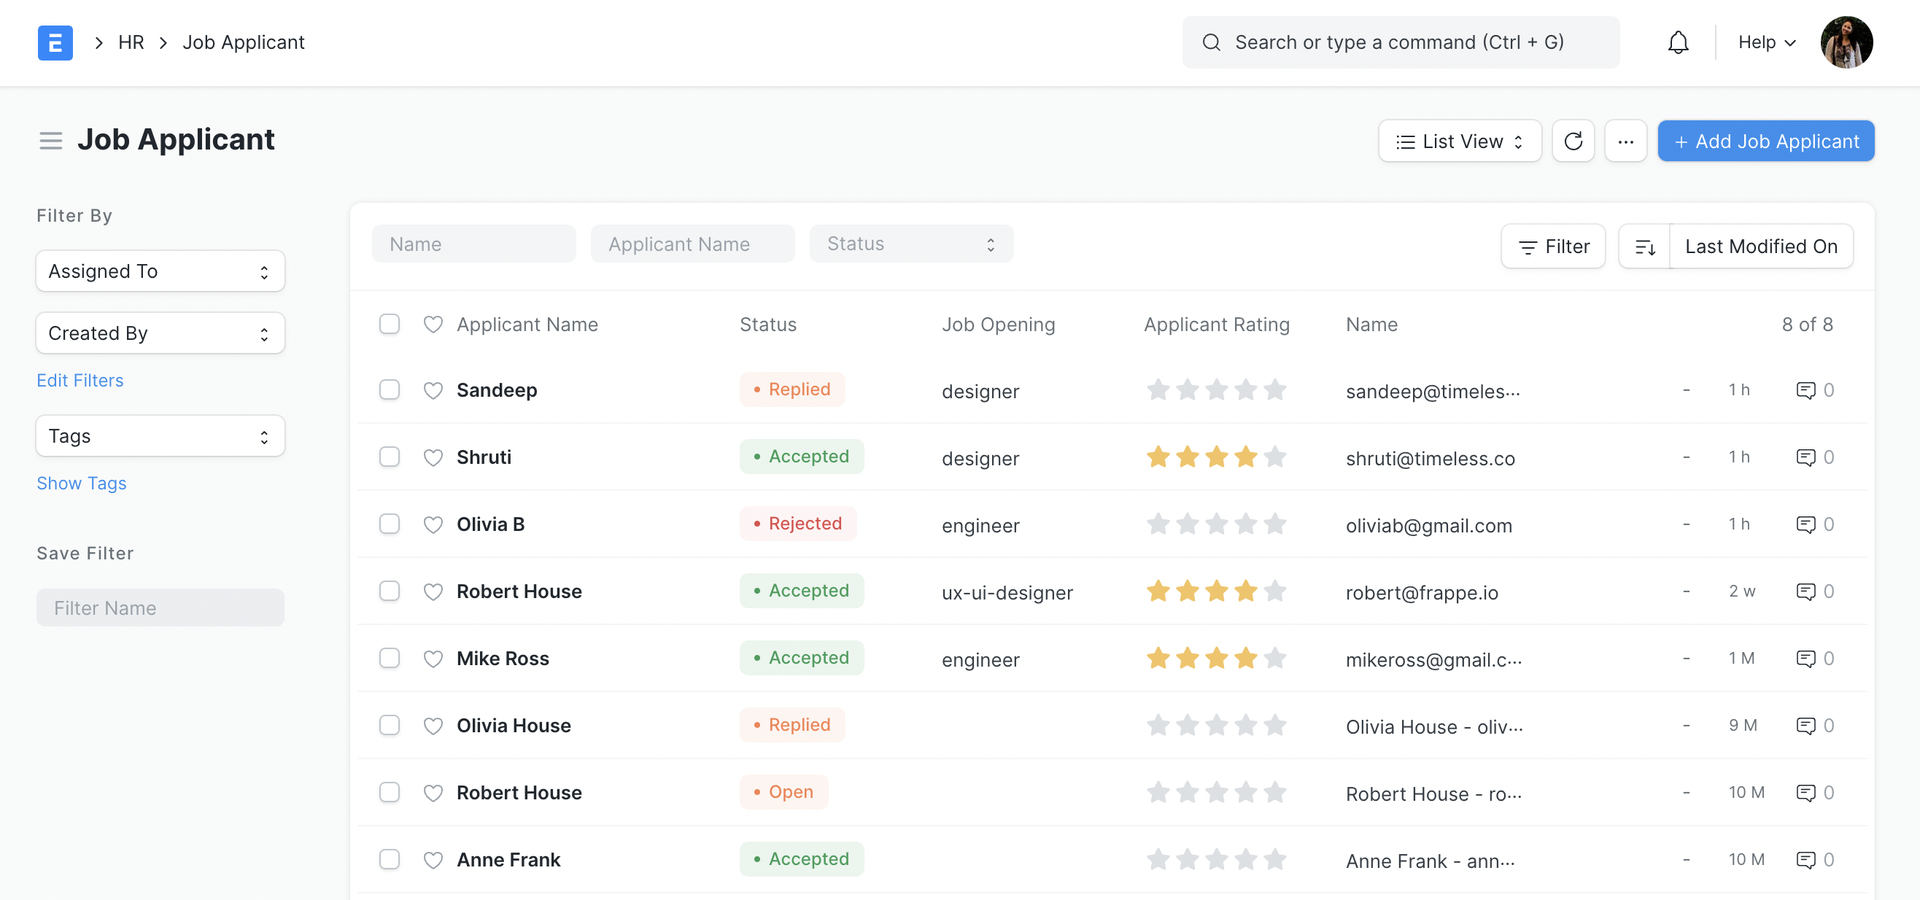 E > HR > Job Applicant
Search or type a command (Ctrl + G)
Help
Job Applicant
List View
···
+ Add Job Applicant
Filter By
Assigned To
Created By
Edit Filters
Tags
Show Tags
Save Filter
Filter Name
Name Applicant Name Status
Filter
Last Modified On
Applicant Name Status Job Opening Applicant Rating Name 8 of 8
Sandeep • Replied designer sandeep@timeles··· - 1 h 0
Shruti • Accepted designer shruti@timeless.co - 1 h 0
Olivia B • Rejected engineer oliviab@gmail.com - 1 h 0
Robert House • Accepted ux-ui-designer robert@frappe.io - 2 w 0
Mike Ross • Accepted engineer mikeross@gmail.c··· - 1 M 0
Olivia House • Replied Olivia House - oliv··· - 9 M 0
Robert House • Open Robert House - ro··· - 10 M 0
Anne Frank • Accepted Anne Frank - ann··· - 10 M 0